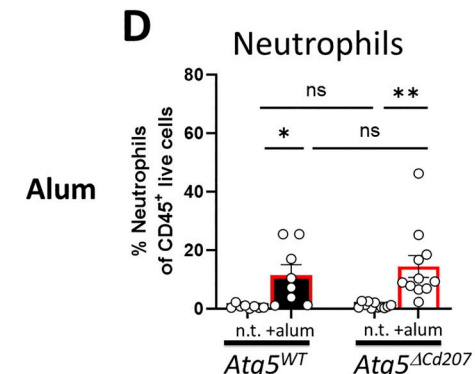 D
Neutrophils
Alum
% Neutrophils
of CD45⁺ live cells
80
60
40
20
0
ns
**
*
ns
n.t. +alum
n.t. +alum
Atg5^WT
Atg5^ΔCd207